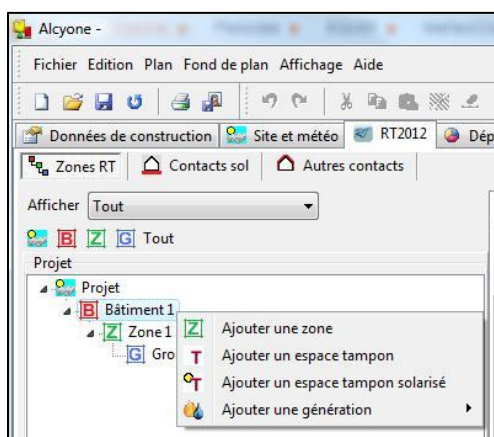 Alcyone -
Fichier Edition Plan Fond de plan Affichage Aide
Données de construction Site et météo RT2012 Dép
Zones RT Contacts sol Autres contacts
Afficher Tout
B Z G Tout
Projet
Projet
B Bâtiment 1
Z Zone 1 Z Ajouter une zone
G Gro T Ajouter un espace tampon
T Ajouter un espace tampon solarisé
Ajouter une génération